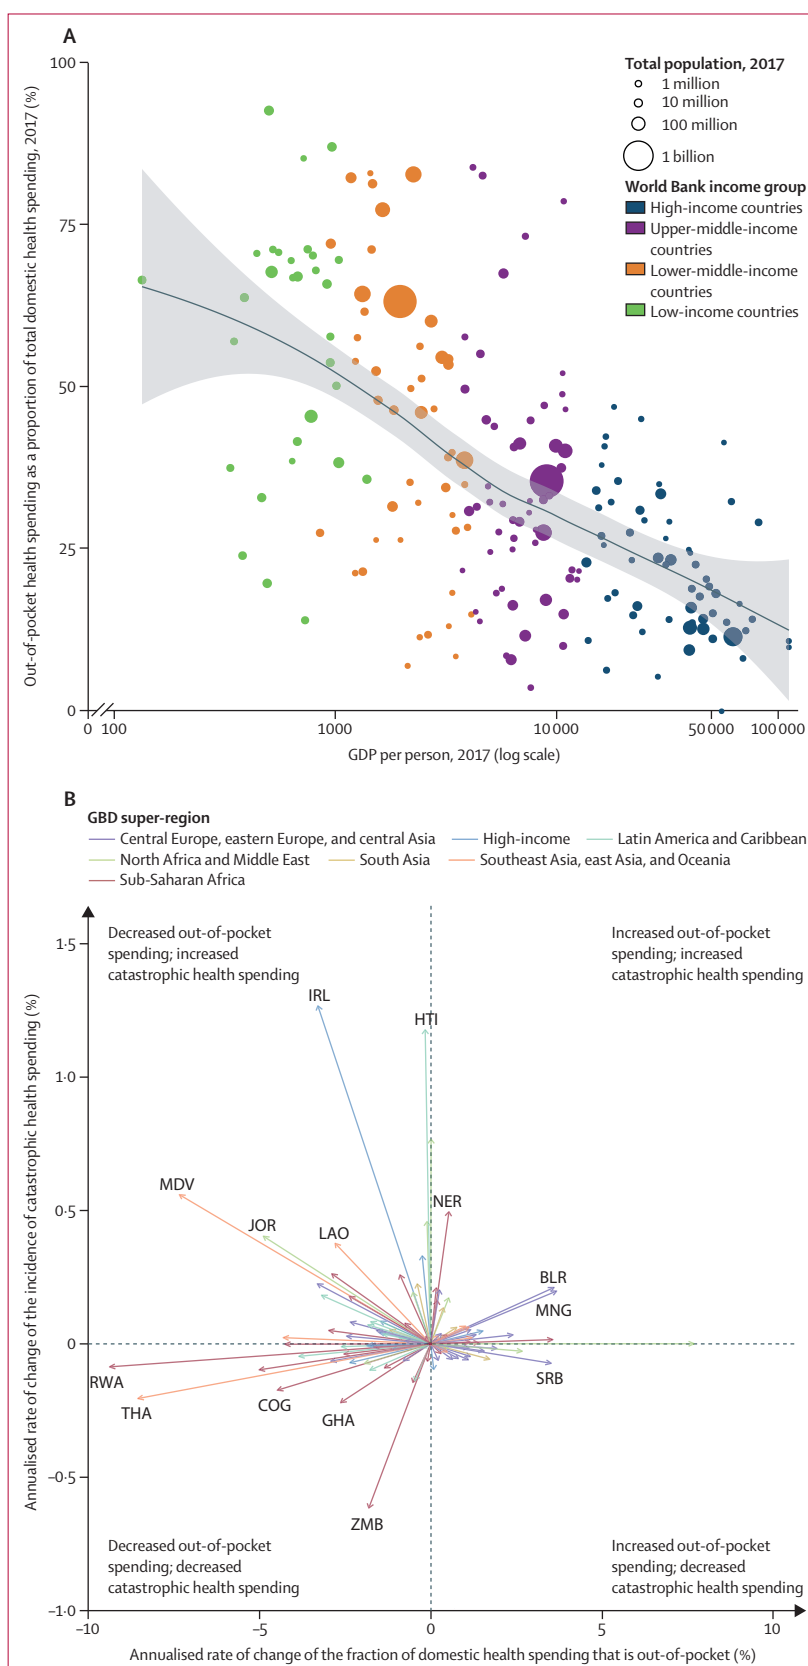 A
Out-of-pocket health spending as a proportion of total domestic health spending, 2017 (%)
100
75
50
25
0
0
100
1000
10 000
50 000
100 000
GDP per person, 2017 (log scale)
Total population, 2017
1 million
10 million
100 million
1 billion
World Bank income group
High-income countries
Upper-middle-income
countries
Lower-middle-income
countries
Low-income countries
B
GBD super-region
Central Europe, eastern Europe, and central Asia
High-income
Latin America and Caribbean
North Africa and Middle East
South Asia
Southeast Asia, east Asia, and Oceania
Sub-Saharan Africa
Annualised rate of change of the incidence of catastrophic health spending (%)
1·5
1·0
0·5
0
–0·5
–1·0
Decreased out-of-pocket
spending; increased
catastrophic health spending
Increased out-of-pocket
spending; increased
catastrophic health spending
IRL
HTI
MDV
JOR
LAO
NER
BLR
MNG
RWA
THA
COG
GHA
SRB
ZMB
Decreased out-of-pocket
spending; decreased
catastrophic health spending
Increased out-of-pocket
spending; decreased
catastrophic health spending
–10
–5
0
5
10
Annualised rate of change of the fraction of domestic health spending that is out-of-pocket (%)